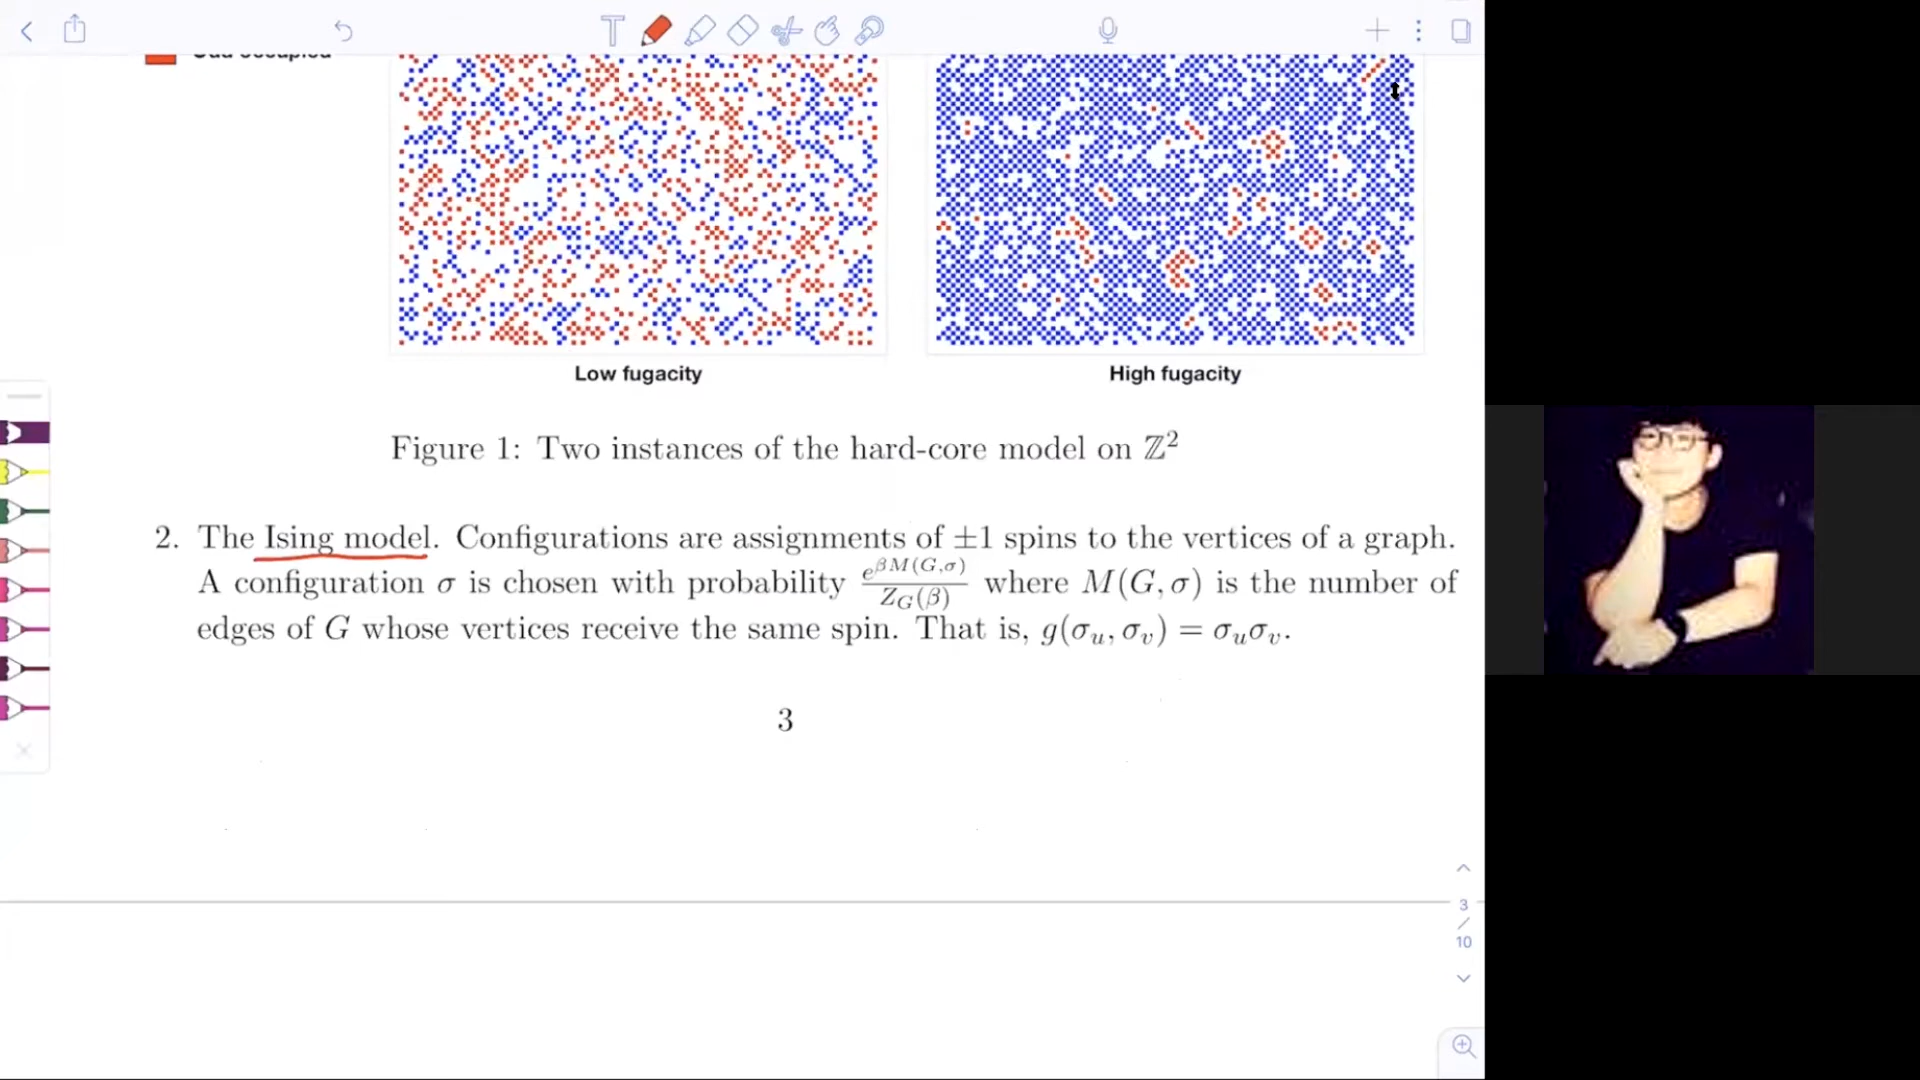 Low fugacity
High fugacity
Figure 1: Two instances of the hard-core model on ℤ²
2. The Ising model. Configurations are assignments of ±1 spins to the vertices of a graph.
A configuration σ is chosen with probability e^{βM(G,σ)}/Z_G(β) where M(G, σ) is the number of
edges of G whose vertices receive the same spin. That is, g(σ_u, σ_v) = σ_uσ_v.
3
3
/
10